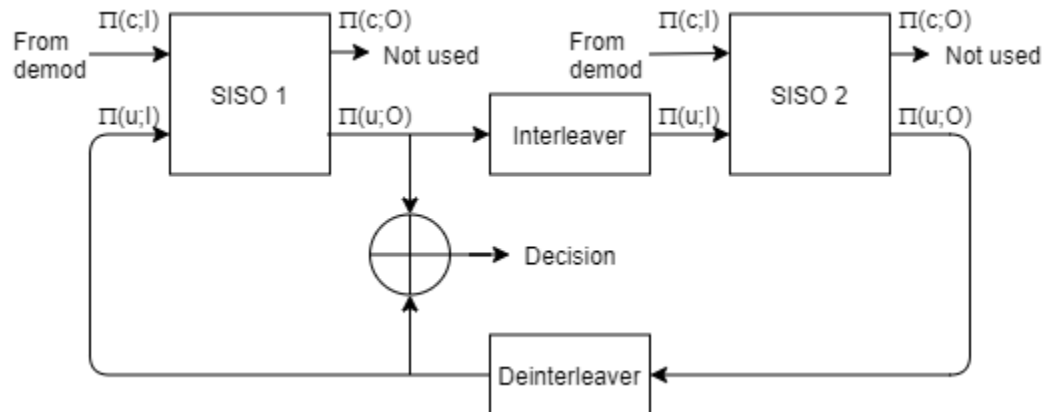 Π(c;I)
Π(c;O)
Π(c;I)
Π(c;O)
From
demod
Not used
From
demod
Not used
SISO 1
SISO 2
Π(u;I)
Π(u;O)
Π(u;I)
Π(u;O)
Interleaver
Decision
Deinterleaver